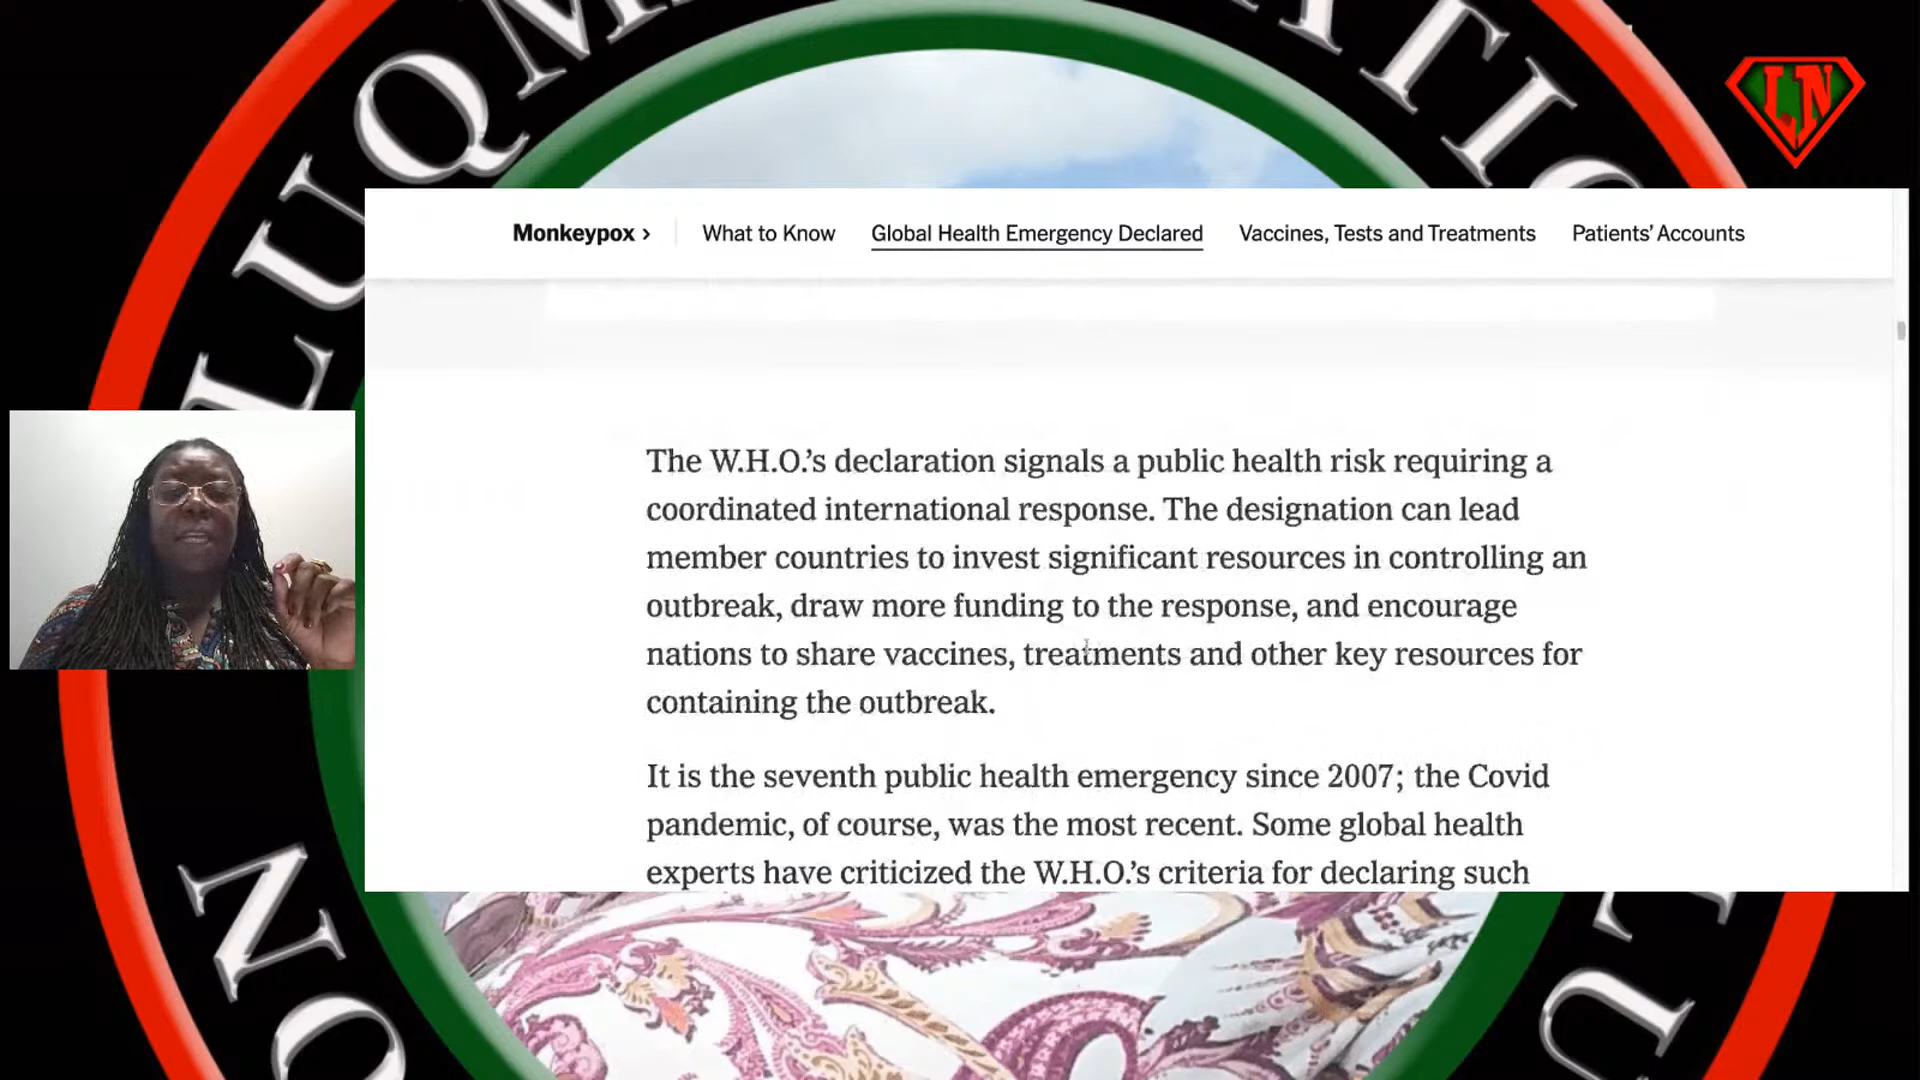 LUQM
ATIO
LN
Monkeypox >
What to Know
Global Health Emergency Declared
Vaccines, Tests and Treatments
Patients' Accounts
The W.H.O.'s declaration signals a public health risk requiring a
coordinated international response. The designation can lead
member countries to invest significant resources in controlling an
outbreak, draw more funding to the response, and encourage
nations to share vaccines, treatments and other key resources for
containing the outbreak.
It is the seventh public health emergency since 2007; the Covid
pandemic, of course, was the most recent. Some global health
experts have criticized the W.H.O.'s criteria for declaring such